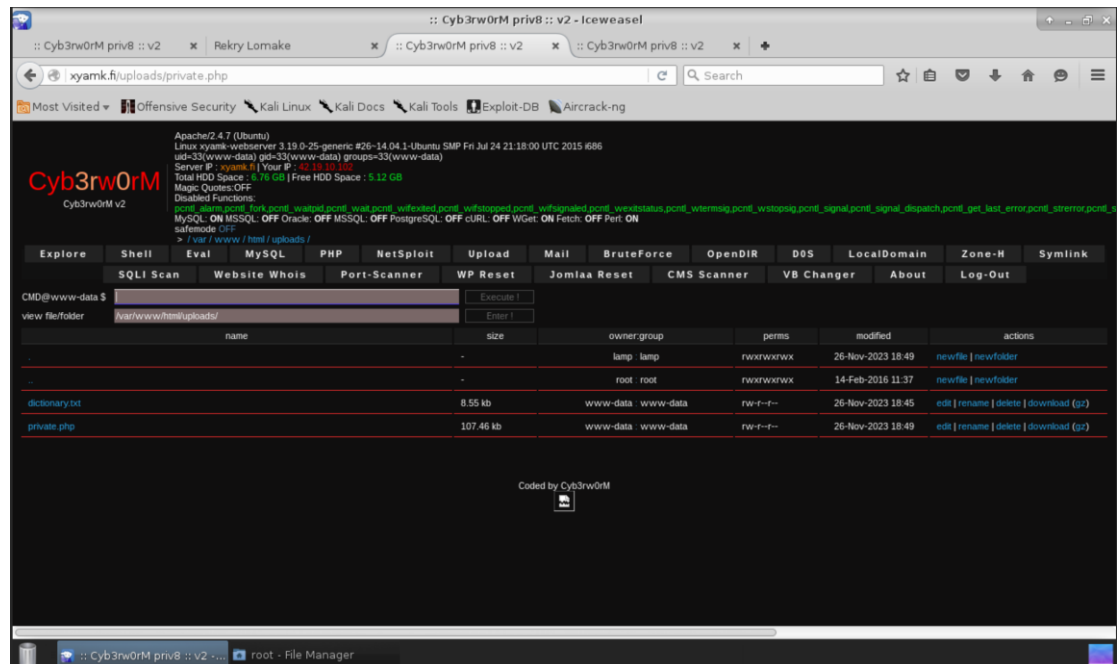 :: Cyb3rw0rM priv8 :: v2 - Iceweasel
:: Cyb3rw0rM priv8 :: v2 Rekry Lomake :: Cyb3rw0rM priv8 :: v2 :: Cyb3rw0rM priv8 :: v2
xyamk.fi/uploads/private.php Search
Most Visited Offensive Security Kali Linux Kali Docs Kali Tools Exploit-DB Aircrack-ng
Apache/2.4.7 (Ubuntu)
Linux xyamk-webserver 3.19.0-25-generic #26~14.04.1-Ubuntu SMP Fri Jul 24 21:18:00 UTC 2015 i686
uid=33(www-data) gid=33(www-data) groups=33(www-data)
Server IP : xyamk.fi | Your IP : 42.19.10.102
Total HDD Space : 6.76 GB | Free HDD Space : 5.12 GB
Magic Quotes:OFF
Disabled Functions:
pcntl_alarm,pcntl_fork,pcntl_waitpid,pcntl_wait,pcntl_wifexited,pcntl_wifstopped,pcntl_wifsignaled,pcntl_wexitstatus,pcntl_wtermsig,pcntl_wstopsig,pcntl_signal,pcntl_signal_dispatch,pcntl_get_last_error,pcntl_strerror,pcntl_s
MySQL: ON MSSQL: OFF Oracle: OFF MSSQL: OFF PostgreSQL: OFF cURL: OFF WGet: ON Fetch: OFF Perl: ON
safemode OFF
> / var / www / html / uploads /
Cyb3rw0rM
Cyb3rw0rM v2
Explore Shell Eval MySQL PHP NetSploit Upload Mail BruteForce OpenDIR D0S LocalDomain Zone-H Symlink
SQLI Scan Website Whois Port-Scanner WP Reset Jomlaa Reset CMS Scanner VB Changer About Log-Out
CMD@www-data $ Execute !
view file/folder /var/www/html/uploads/ Enter !
name size owner:group perms modified actions
. - lamp : lamp rwxrwxrwx 26-Nov-2023 18:49 newfile | newfolder
.. - root : root rwxrwxrwx 14-Feb-2016 11:37 newfile | newfolder
dictionary.txt 8.55 kb www-data : www-data rw-r--r-- 26-Nov-2023 18:45 edit | rename | delete | download (gz)
private.php 107.46 kb www-data : www-data rw-r--r-- 26-Nov-2023 18:49 edit | rename | delete | download (gz)
Coded by Cyb3rw0rM
:: Cyb3rw0rM priv8 :: v2 -... root - File Manager